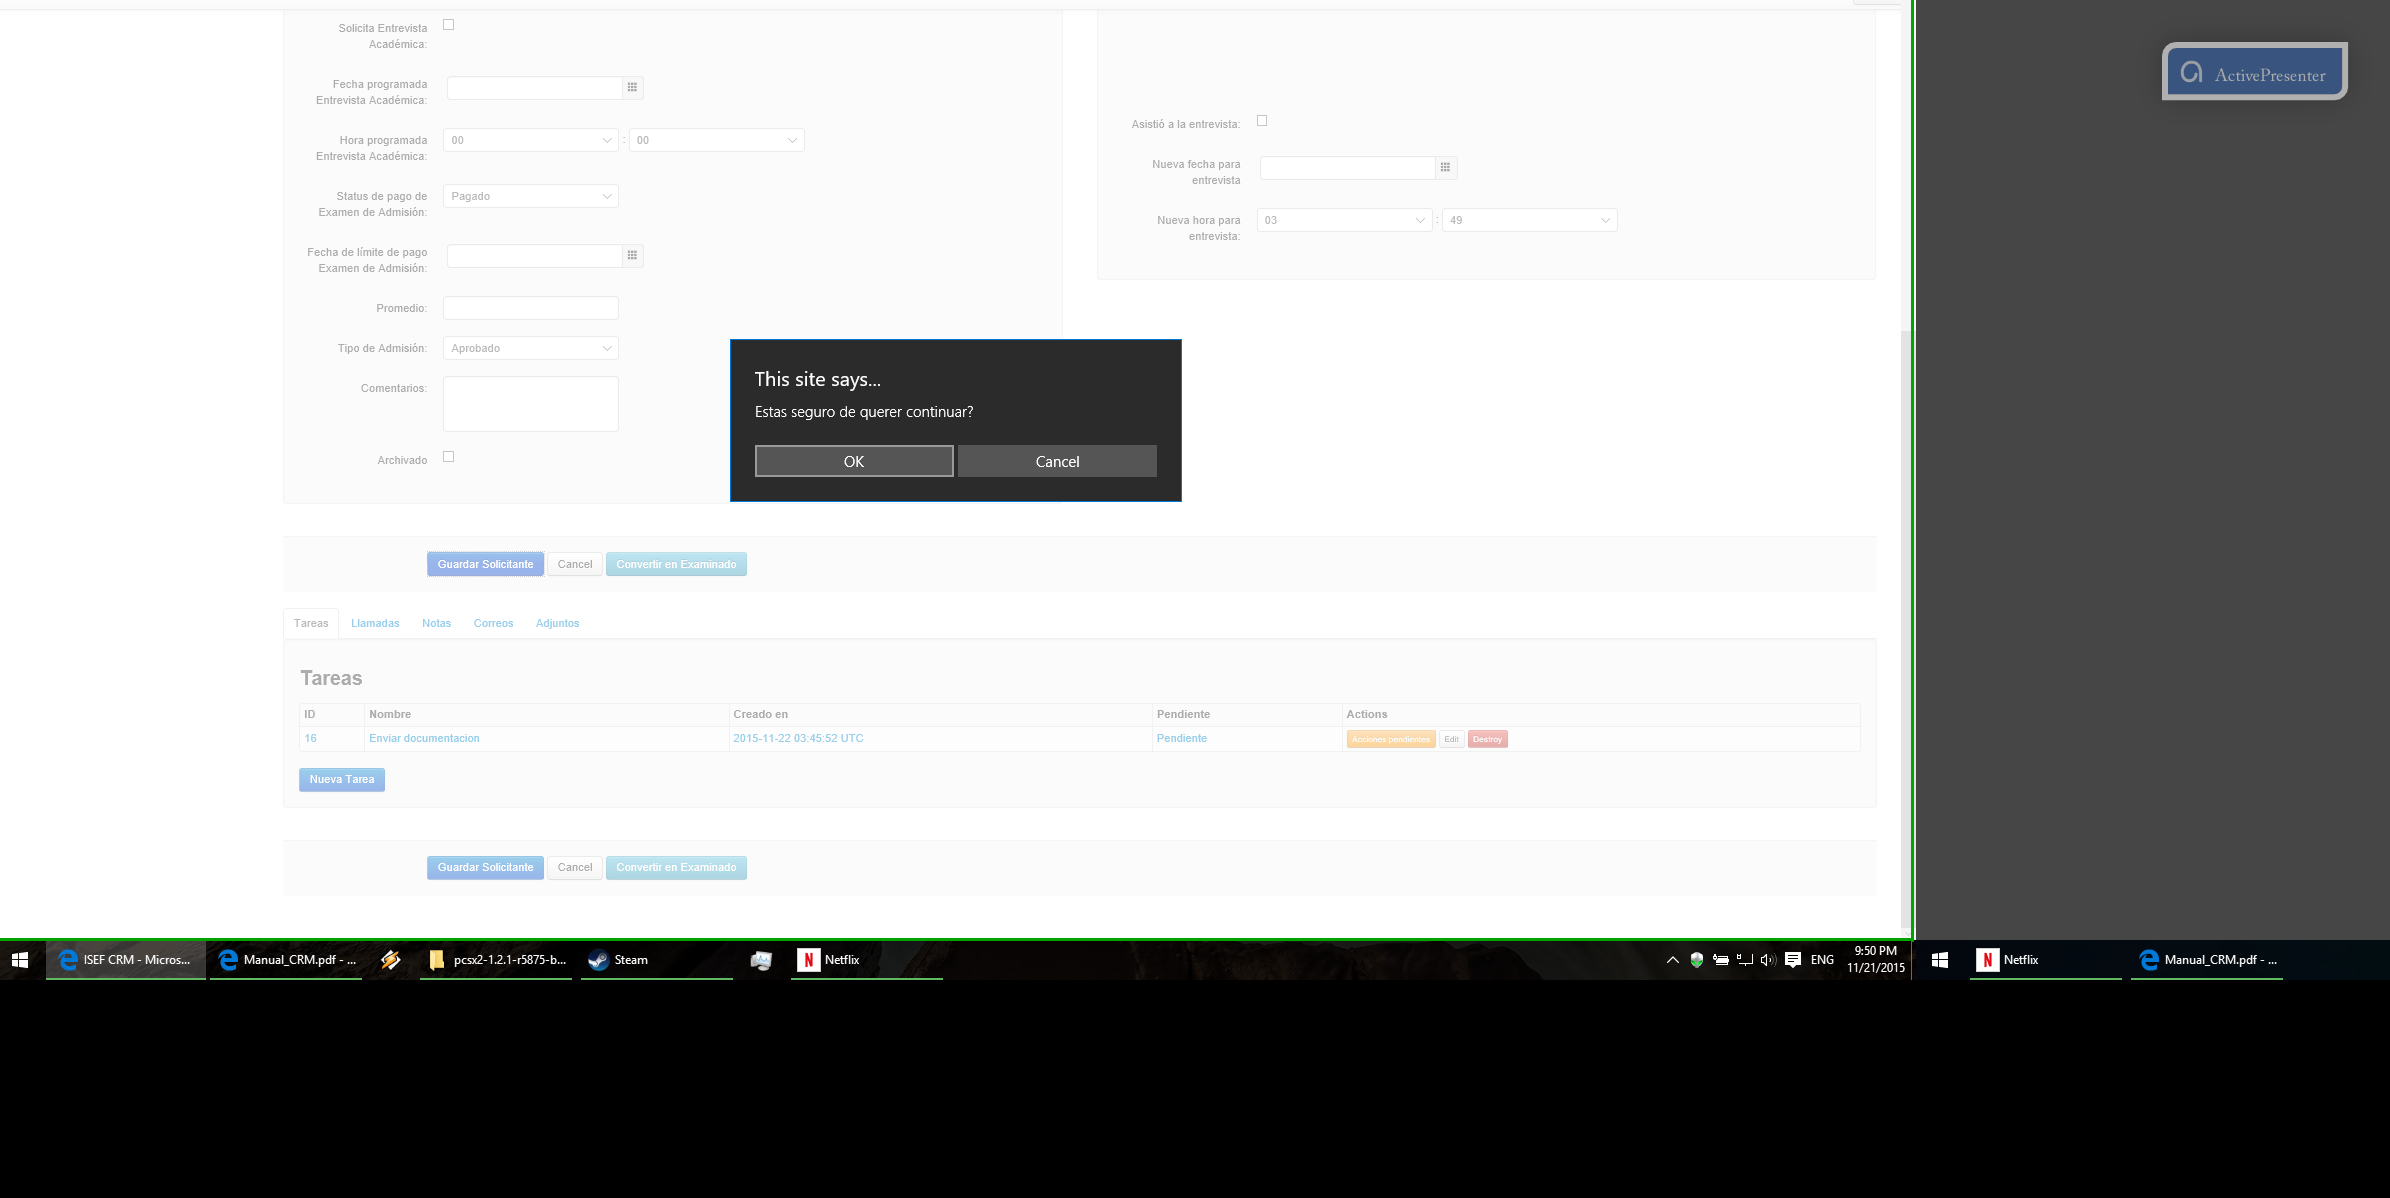 Solicita Entrevista
Académica:
Fecha programada
Entrevista Académica:
Hora programada
Entrevista Académica:
00 : 00
Status de pago de
Examen de Admisión:
Pagado
Fecha de límite de pago
Examen de Admisión:
Promedio:
Tipo de Admisión:
Aprobado
Comentarios:
Archivado
Asistió a la entrevista:
Nueva fecha para
entrevista
Nueva hora para
entrevista:
03 : 49
ActivePresenter
This site says...
Estas seguro de querer continuar?
OK Cancel
Guardar Solicitante Cancel Convertir en Examinado
Tareas Llamadas Notas Correos Adjuntos
Tareas
ID Nombre Creado en Pendiente Actions
16 Enviar documentacion 2015-11-22 03:45:52 UTC Pendiente Acciones pendientes Edit Destroy
Nueva Tarea
Guardar Solicitante Cancel Convertir en Examinado
ISEF CRM - Micros... Manual_CRM.pdf - ... pcsx2-1.2.1-r5875-b... Steam N Netflix ENG 9:50 PM
11/21/2015
N Netflix Manual_CRM.pdf - ...